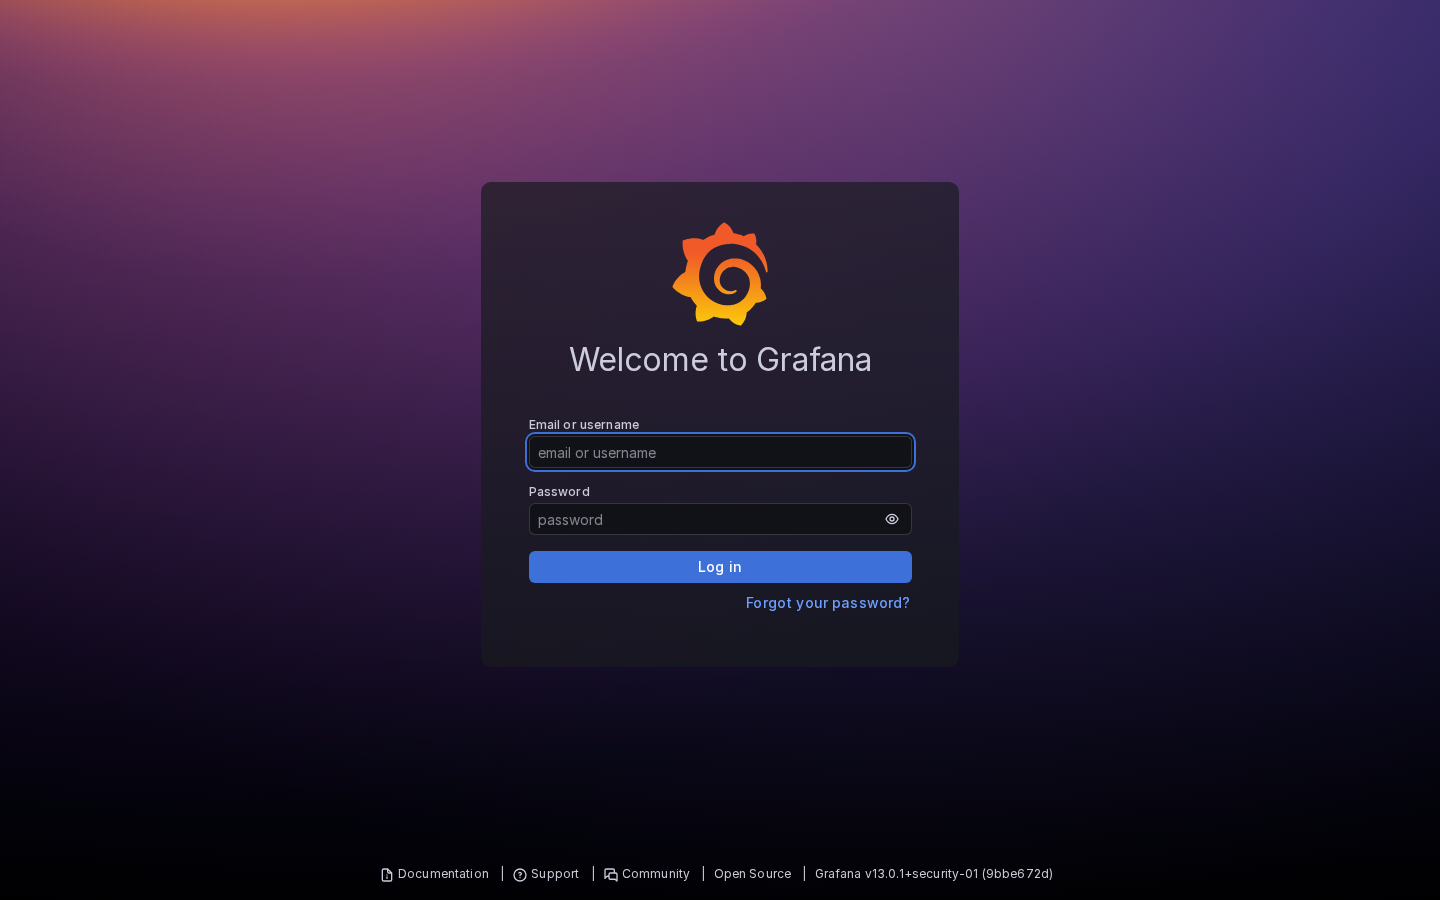 Welcome to Grafana
Email or username
email or username
Password
password
Log in
Forgot your password?
Documentation | Support | Community | Open Source | Grafana v13.0.1+security-01 (9bbe672d)